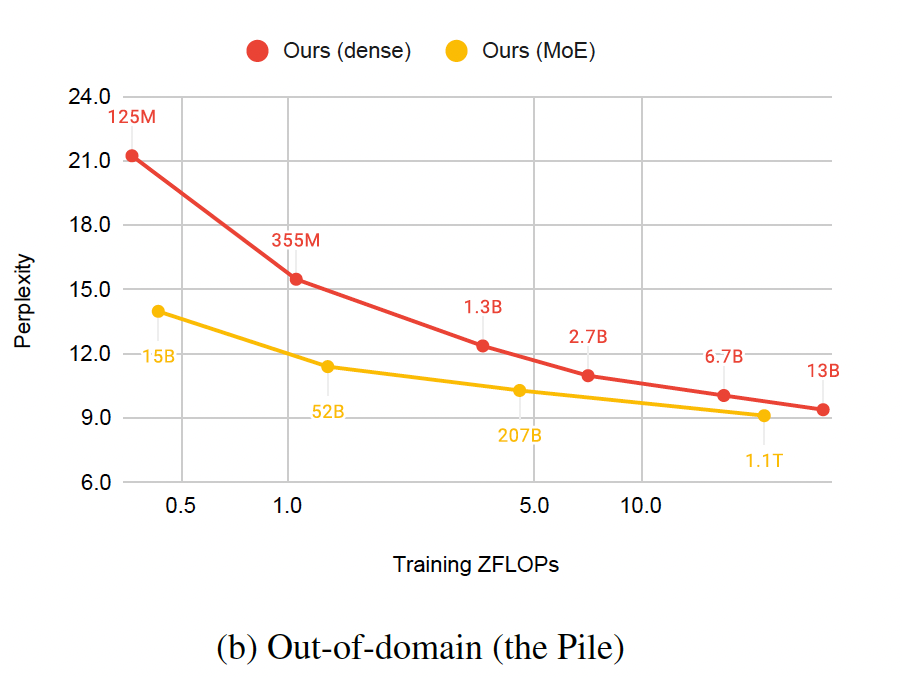 Ours (dense) Ours (MoE)
24.0
125M
21.0
18.0
355M
15.0
1.3B
2.7B
12.0
15B
6.7B
13B
52B
9.0
207B
1.1T
6.0
Perplexity
0.5 1.0 5.0 10.0
Training ZFLOPs
(b) Out-of-domain (the Pile)